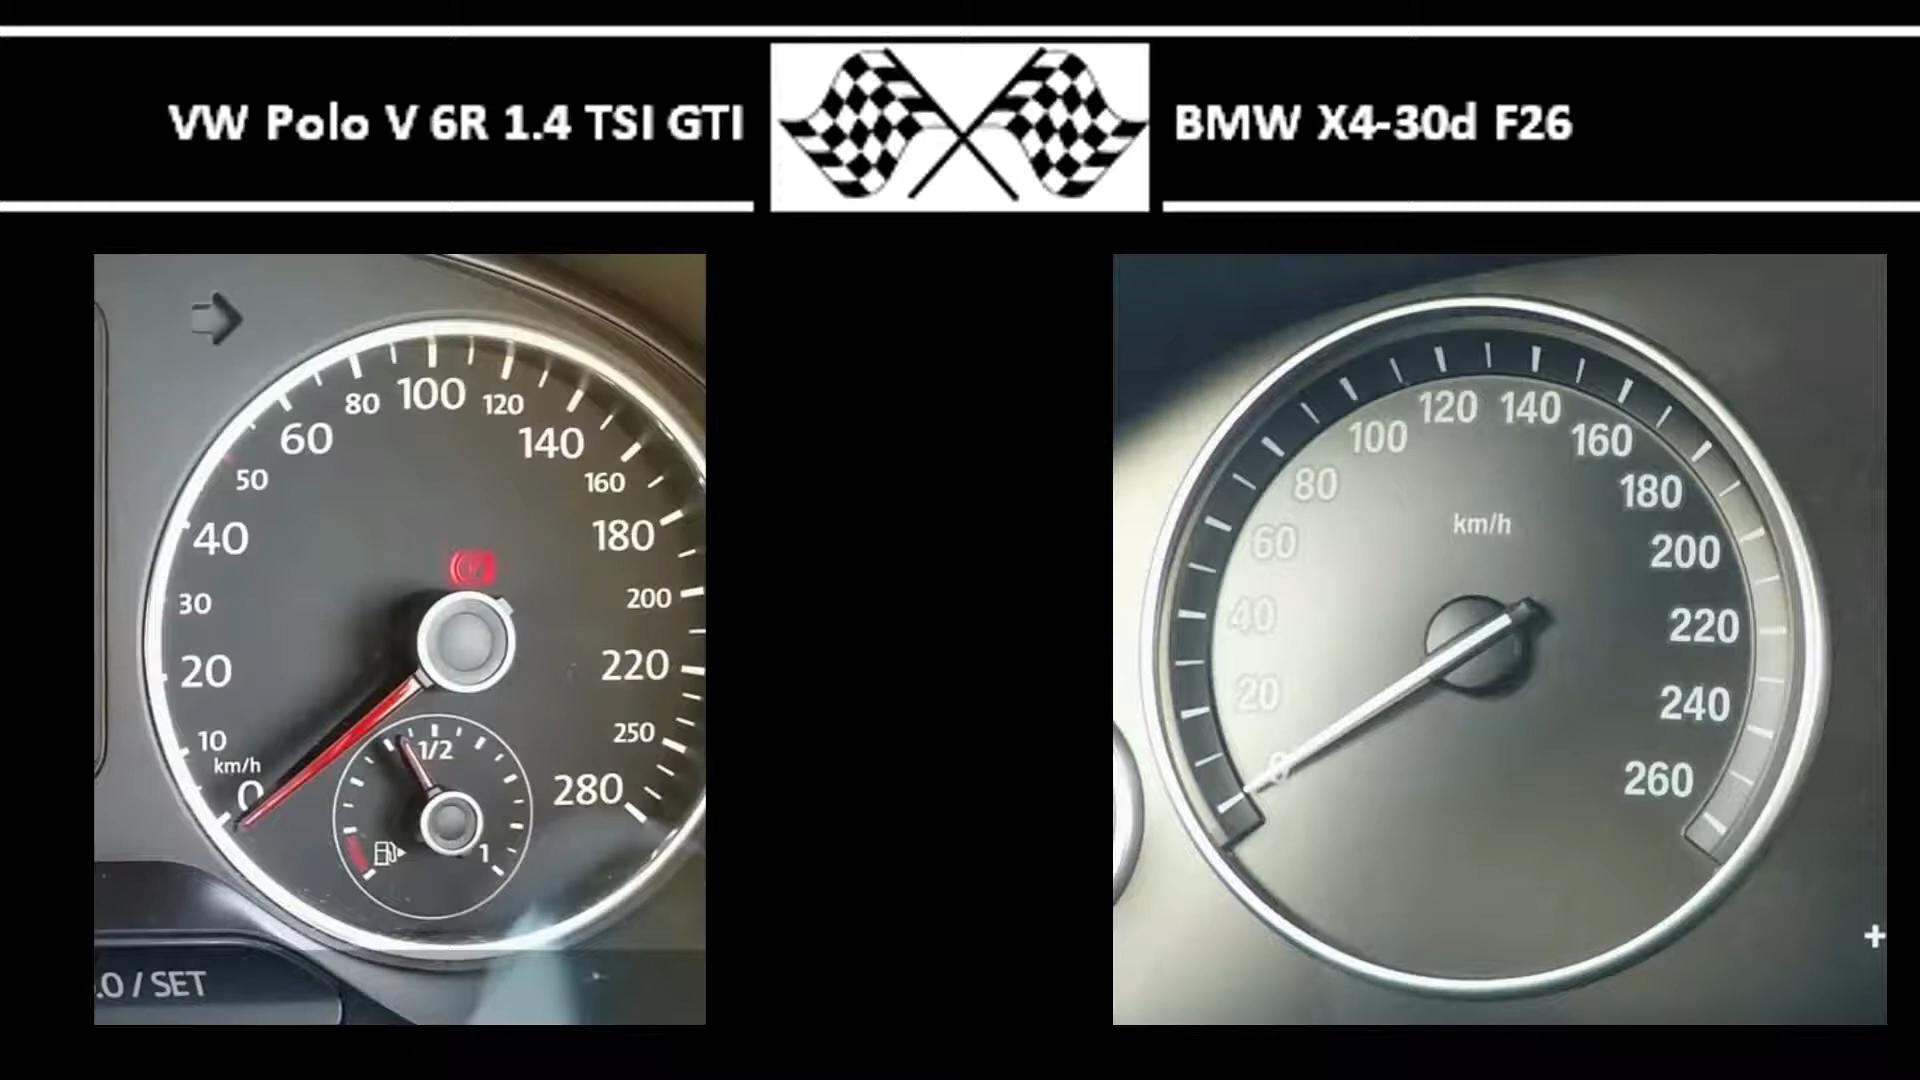 VW Polo V 6R 1.4 TSI GTI
BMW X4-30d F26
80 100 120
60 140
50 160
40 180
30 200
20 220
10 250
km/h
0 280
1/2
1
.0 / SET
120 140
100 160
80 180
km/h
60 200
40 220
20 240
0 260
+